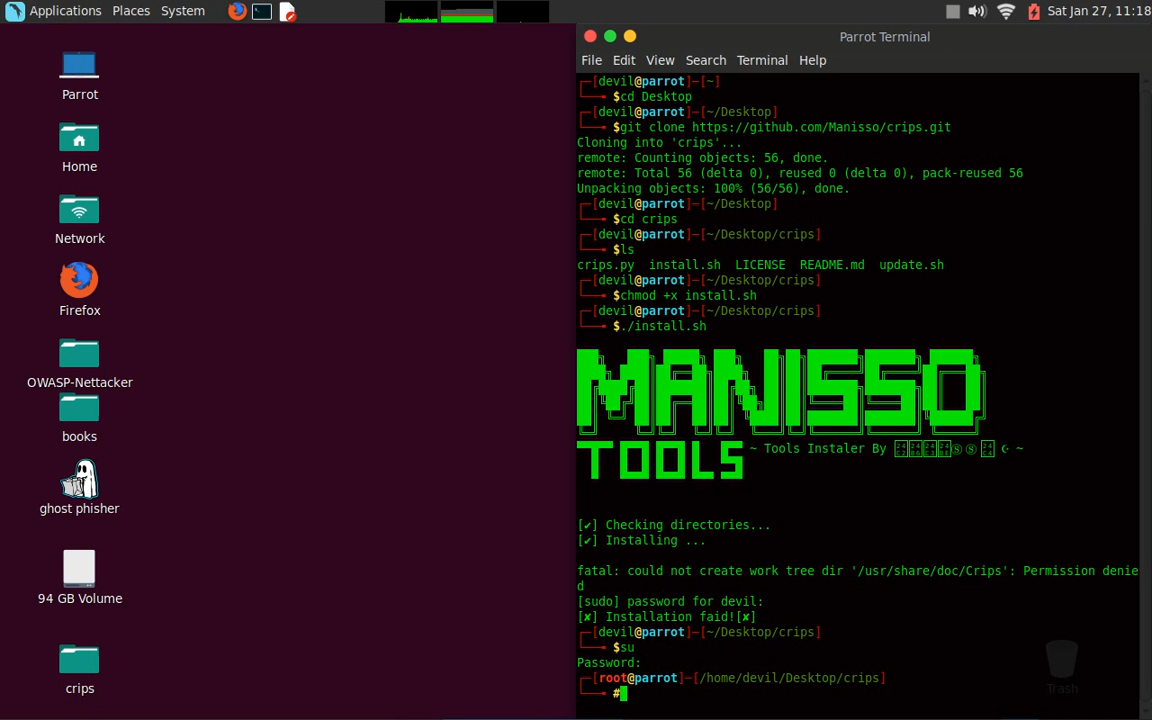 Applications Places System
Sat Jan 27, 11:18
Parrot
Home
Network
Firefox
OWASP-Nettacker
books
ghost phisher
94 GB Volume
crips
Parrot Terminal
File Edit View Search Terminal Help
┌─[devil@parrot]─[~]
└──╼ $cd Desktop
┌─[devil@parrot]─[~/Desktop]
└──╼ $git clone https://github.com/Manisso/crips.git
Cloning into 'crips'...
remote: Counting objects: 56, done.
remote: Total 56 (delta 0), reused 0 (delta 0), pack-reused 56
Unpacking objects: 100% (56/56), done.
┌─[devil@parrot]─[~/Desktop]
└──╼ $cd crips
┌─[devil@parrot]─[~/Desktop/crips]
└──╼ $ls
crips.py install.sh LICENSE README.md update.sh
┌─[devil@parrot]─[~/Desktop/crips]
└──╼ $chmod +x install.sh
┌─[devil@parrot]─[~/Desktop/crips]
└──╼ $./install.sh
MANISSO
TOOLS ~ Tools Instaler By Ⓢ Ⓢ ~
[✔] Checking directories...
[✔] Installing ...
fatal: could not create work tree dir '/usr/share/doc/Crips': Permission denie
d
[sudo] password for devil:
[✘] Installation faid![✘]
┌─[devil@parrot]─[~/Desktop/crips]
└──╼ $su
Password:
┌─[root@parrot]─[/home/devil/Desktop/crips]
└──╼ #
Trash